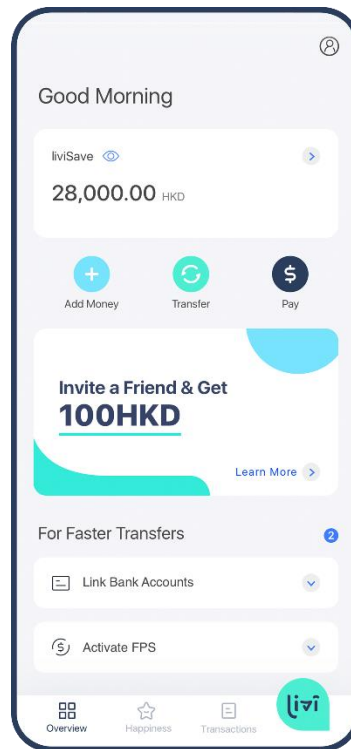 Good Morning
liviSave
28,000.00 HKD
Add Money
Transfer
Pay
Invite a Friend & Get
100HKD
Learn More
For Faster Transfers
2
Link Bank Accounts
Activate FPS
Overview
Happiness
Transactions
livi